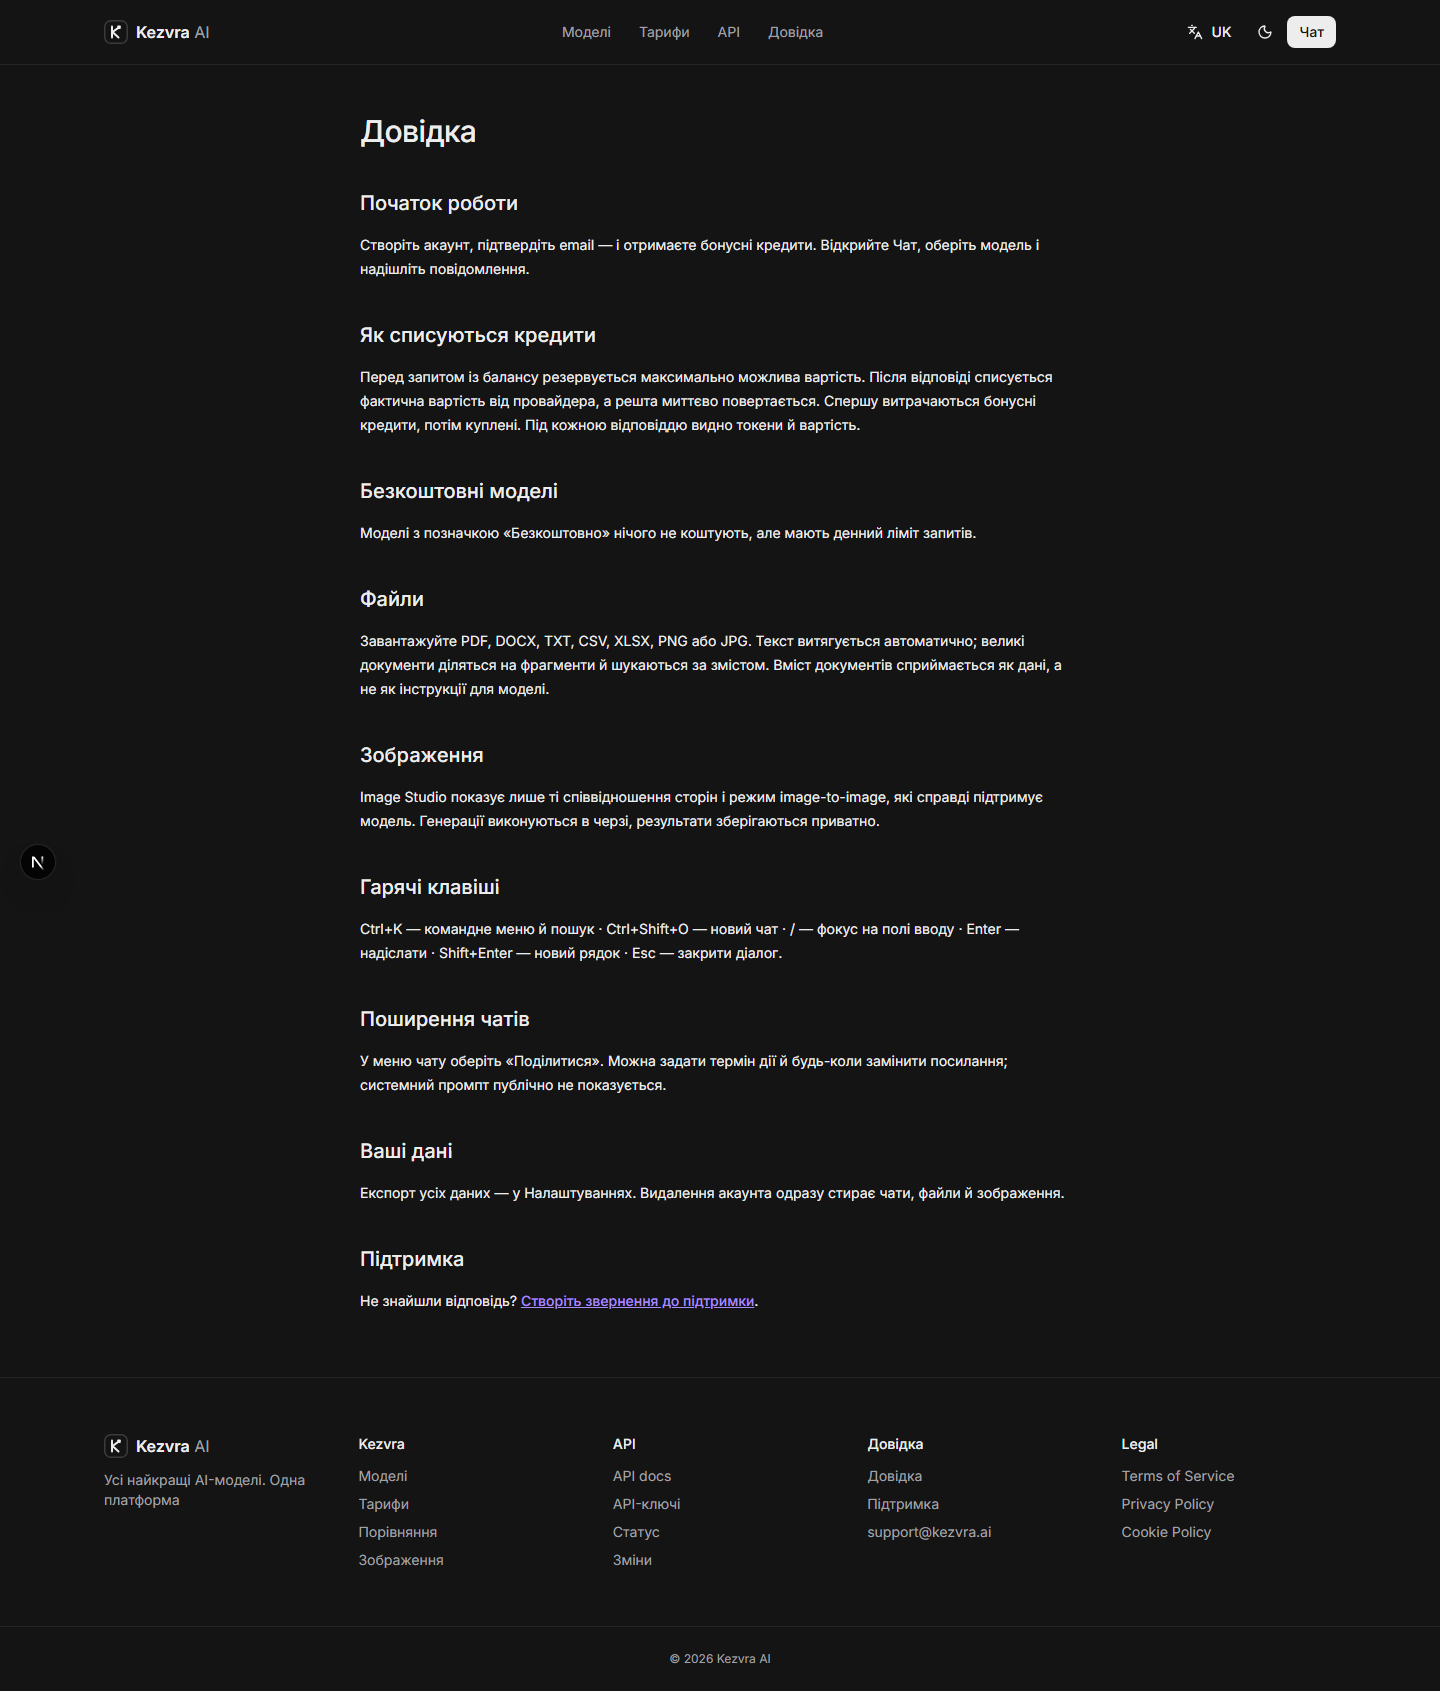 Kezvra AI
Моделі
Тарифи
API
Довідка
UK
Чат
Довідка
Початок роботи
Створіть акаунт, підтвердіть email — і отримаєте бонусні кредити. Відкрийте Чат, оберіть модель і
надішліть повідомлення.
Як списуються кредити
Перед запитом із балансу резервується максимально можлива вартість. Після відповіді списується
фактична вартість від провайдера, а решта миттєво повертається. Спершу витрачаються бонусні
кредити, потім куплені. Під кожною відповіддю видно токени й вартість.
Безкоштовні моделі
Моделі з позначкою «Безкоштовно» нічого не коштують, але мають денний ліміт запитів.
Файли
Завантажуйте PDF, DOCX, TXT, CSV, XLSX, PNG або JPG. Текст витягується автоматично; великі
документи діляться на фрагменти й шукаються за змістом. Вміст документів сприймається як дані, а
не як інструкції для моделі.
Зображення
Image Studio показує лише ті співвідношення сторін і режим image-to-image, які справді підтримує
модель. Генерації виконуються в черзі, результати зберігаються приватно.
Гарячі клавіші
Ctrl+K — командне меню й пошук · Ctrl+Shift+O — новий чат · / — фокус на полі вводу · Enter —
надіслати · Shift+Enter — новий рядок · Esc — закрити діалог.
Поширення чатів
У меню чату оберіть «Поділитися». Можна задати термін дії й будь-коли замінити посилання;
системний промпт публічно не показується.
Ваші дані
Експорт усіх даних — у Налаштуваннях. Видалення акаунта одразу стирає чати, файли й зображення.
Підтримка
Не знайшли відповідь? Створіть звернення до підтримки.
Kezvra AI
Усі найкращі AI-моделі. Одна
платформа
Kezvra
Моделі
Тарифи
Порівняння
Зображення
API
API docs
API-ключі
Статус
Зміни
Довідка
Довідка
Підтримка
support@kezvra.ai
Legal
Terms of Service
Privacy Policy
Cookie Policy
© 2026 Kezvra AI